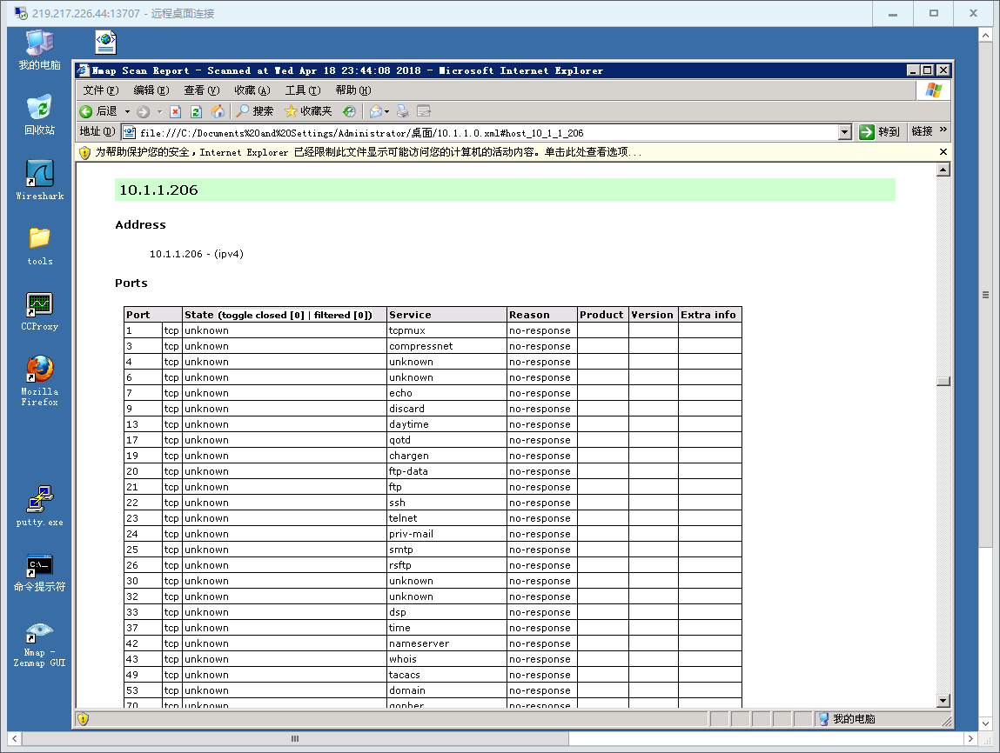 219.217.226.44:13707 - 远程桌面连接
我的电脑
回收站
Wireshark
tools
CCProxy
Mozilla
Firefox
putty.exe
命令提示符
Nmap -
Zenmap GUI
Nmap Scan Report - Scanned at Wed Apr 18 23:44:08 2018 - Microsoft Internet Explorer
文件(F) 编辑(E) 查看(V) 收藏(A) 工具(T) 帮助(H)
后退 搜索 收藏夹
地址(D) file:///C:/Documents%20and%20Settings/Administrator/桌面/10.1.1.0.xml#host_10_1_1_206 转到 链接 »
为帮助保护您的安全，Internet Explorer 已经限制此文件显示可能访问您的计算机的活动内容。单击此处查看选项...
10.1.1.206
Address
10.1.1.206 - (ipv4)
Ports
Port State (toggle closed [0] | filtered [0]) Service Reason Product Version Extra info
1 tcp unknown tcpmux no-response
3 tcp unknown compressnet no-response
4 tcp unknown unknown no-response
6 tcp unknown unknown no-response
7 tcp unknown echo no-response
9 tcp unknown discard no-response
13 tcp unknown daytime no-response
17 tcp unknown qotd no-response
19 tcp unknown chargen no-response
20 tcp unknown ftp-data no-response
21 tcp unknown ftp no-response
22 tcp unknown ssh no-response
23 tcp unknown telnet no-response
24 tcp unknown priv-mail no-response
25 tcp unknown smtp no-response
26 tcp unknown rsftp no-response
30 tcp unknown unknown no-response
32 tcp unknown unknown no-response
33 tcp unknown dsp no-response
37 tcp unknown time no-response
42 tcp unknown nameserver no-response
43 tcp unknown whois no-response
49 tcp unknown tacacs no-response
53 tcp unknown domain no-response
70 tcp unknown gopher no-response
我的电脑